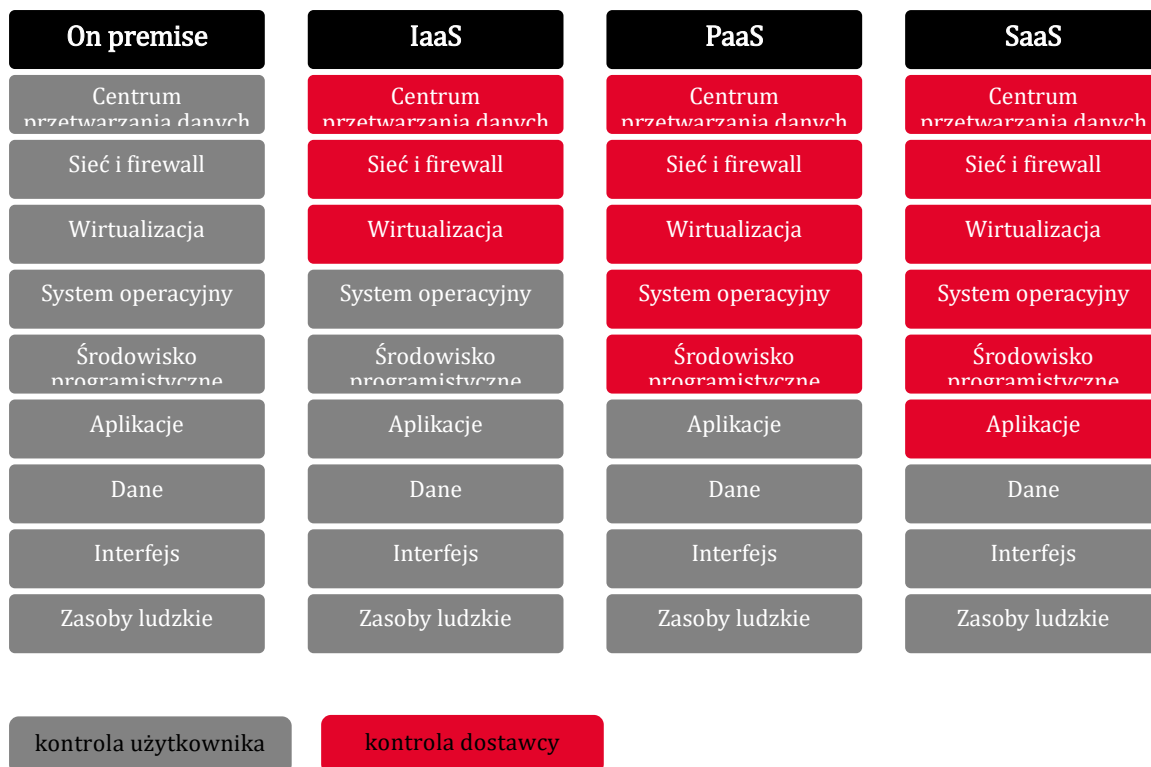 On premise
IaaS
PaaS
SaaS
Centrum
przetwarzania danych
Centrum
przetwarzania danych
Centrum
przetwarzania danych
Centrum
przetwarzania danych
Sieć i firewall
Sieć i firewall
Sieć i firewall
Sieć i firewall
Wirtualizacja
Wirtualizacja
Wirtualizacja
Wirtualizacja
System operacyjny
System operacyjny
System operacyjny
System operacyjny
Środowisko
programistyczne
Środowisko
programistyczne
Środowisko
programistyczne
Środowisko
programistyczne
Aplikacje
Aplikacje
Aplikacje
Aplikacje
Dane
Dane
Dane
Dane
Interfejs
Interfejs
Interfejs
Interfejs
Zasoby ludzkie
Zasoby ludzkie
Zasoby ludzkie
Zasoby ludzkie
kontrola użytkownika
kontrola dostawcy